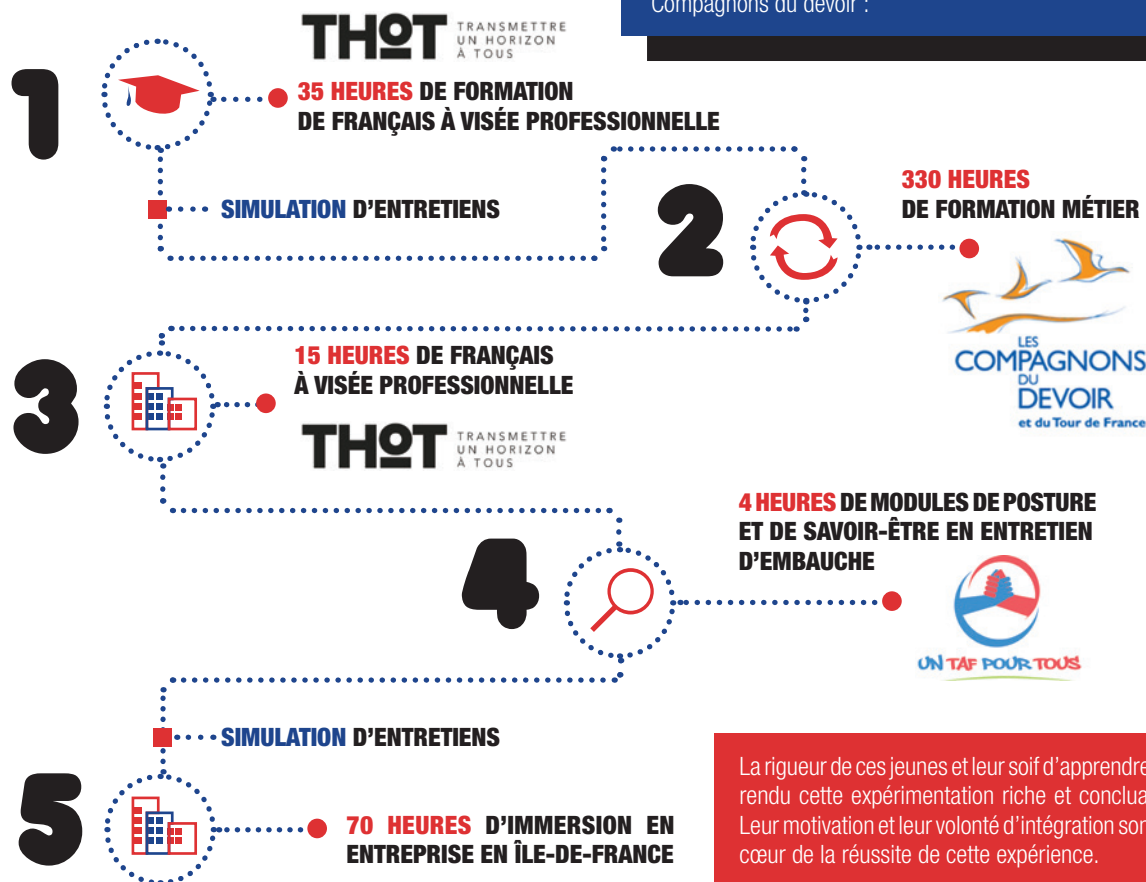 Compagnons du devoir :
THOT TRANSMETTRE
UN HORIZON
À TOUS
1
35 HEURES DE FORMATION
DE FRANÇAIS À VISÉE PROFESSIONNELLE
SIMULATION D'ENTRETIENS
2
330 HEURES
DE FORMATION MÉTIER
LES
COMPAGNONS
DU
DEVOIR
et du Tour de France
3
15 HEURES DE FRANÇAIS
À VISÉE PROFESSIONNELLE
THOT TRANSMETTRE
UN HORIZON
À TOUS
4
4 HEURES DE MODULES DE POSTURE
ET DE SAVOIR-ÊTRE EN ENTRETIEN
D'EMBAUCHE
UN TAF POUR TOUS
SIMULATION D'ENTRETIENS
5
70 HEURES D'IMMERSION EN
ENTREPRISE EN ÎLE-DE-FRANCE
La rigueur de ces jeunes et leur soif d'apprendre
rendu cette expérimentation riche et conclua
Leur motivation et leur volonté d'intégration son
cœur de la réussite de cette expérience.